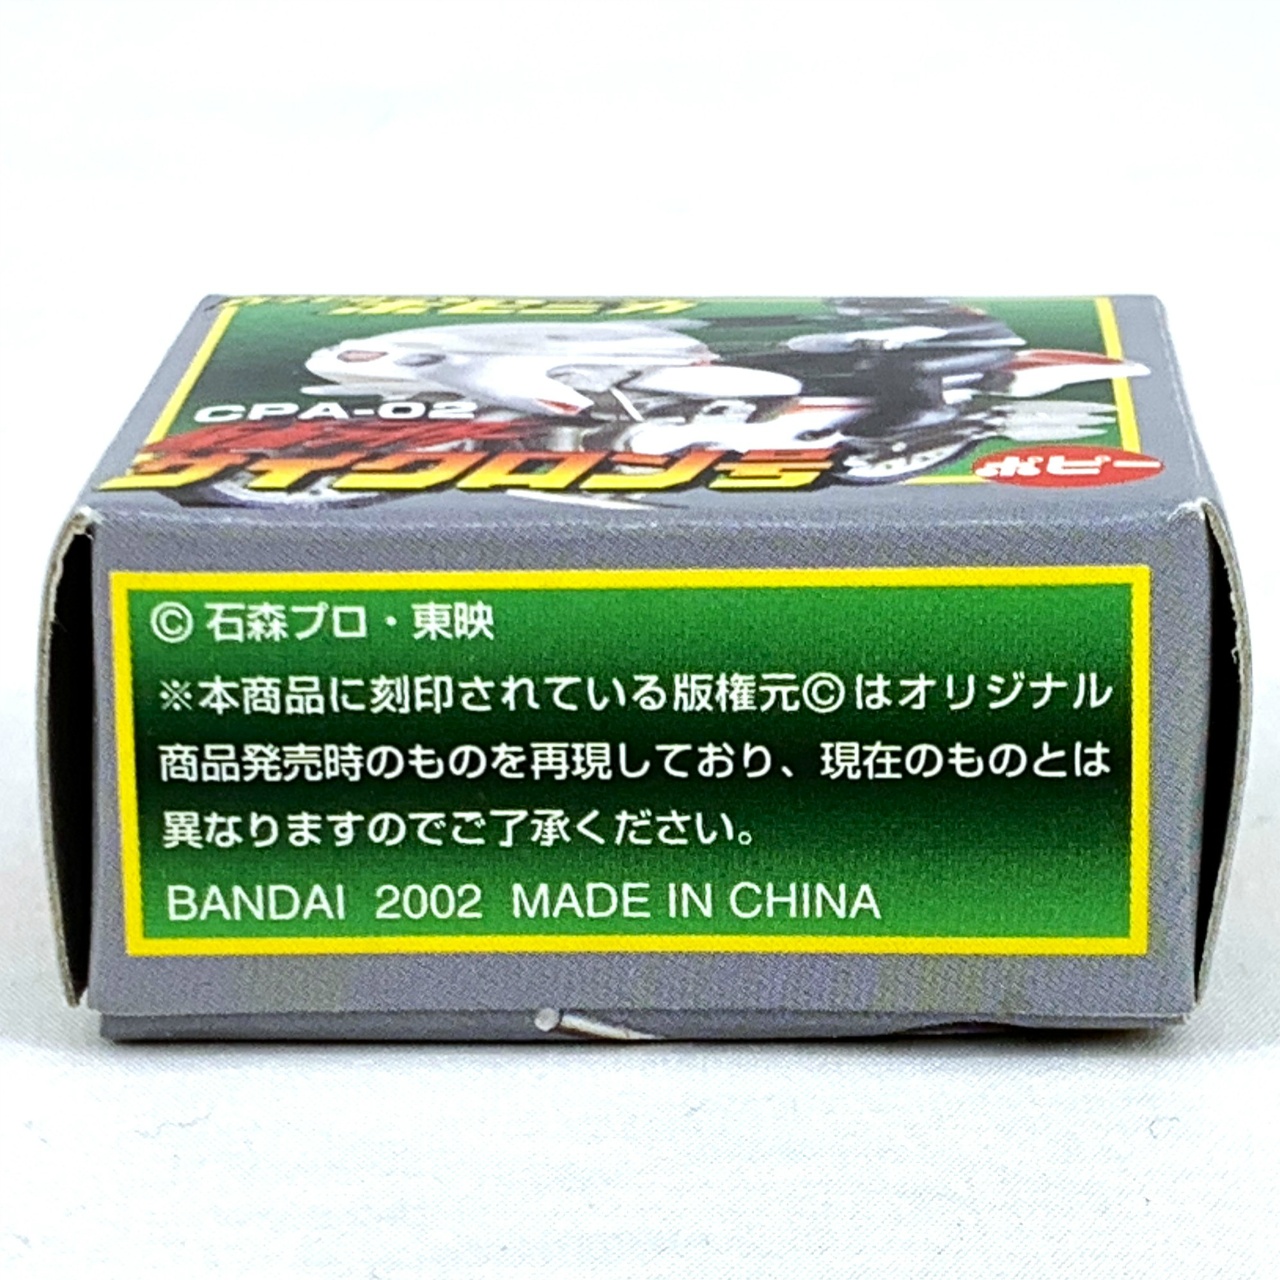 ポピニカ
CPA-02
サイクロン号
ポピー
© 石森プロ・東映
※本商品に刻印されている版権元©はオリジナル
商品発売時のものを再現しており、現在のものとは
異なりますのでご了承ください。
BANDAI 2002 MADE IN CHINA